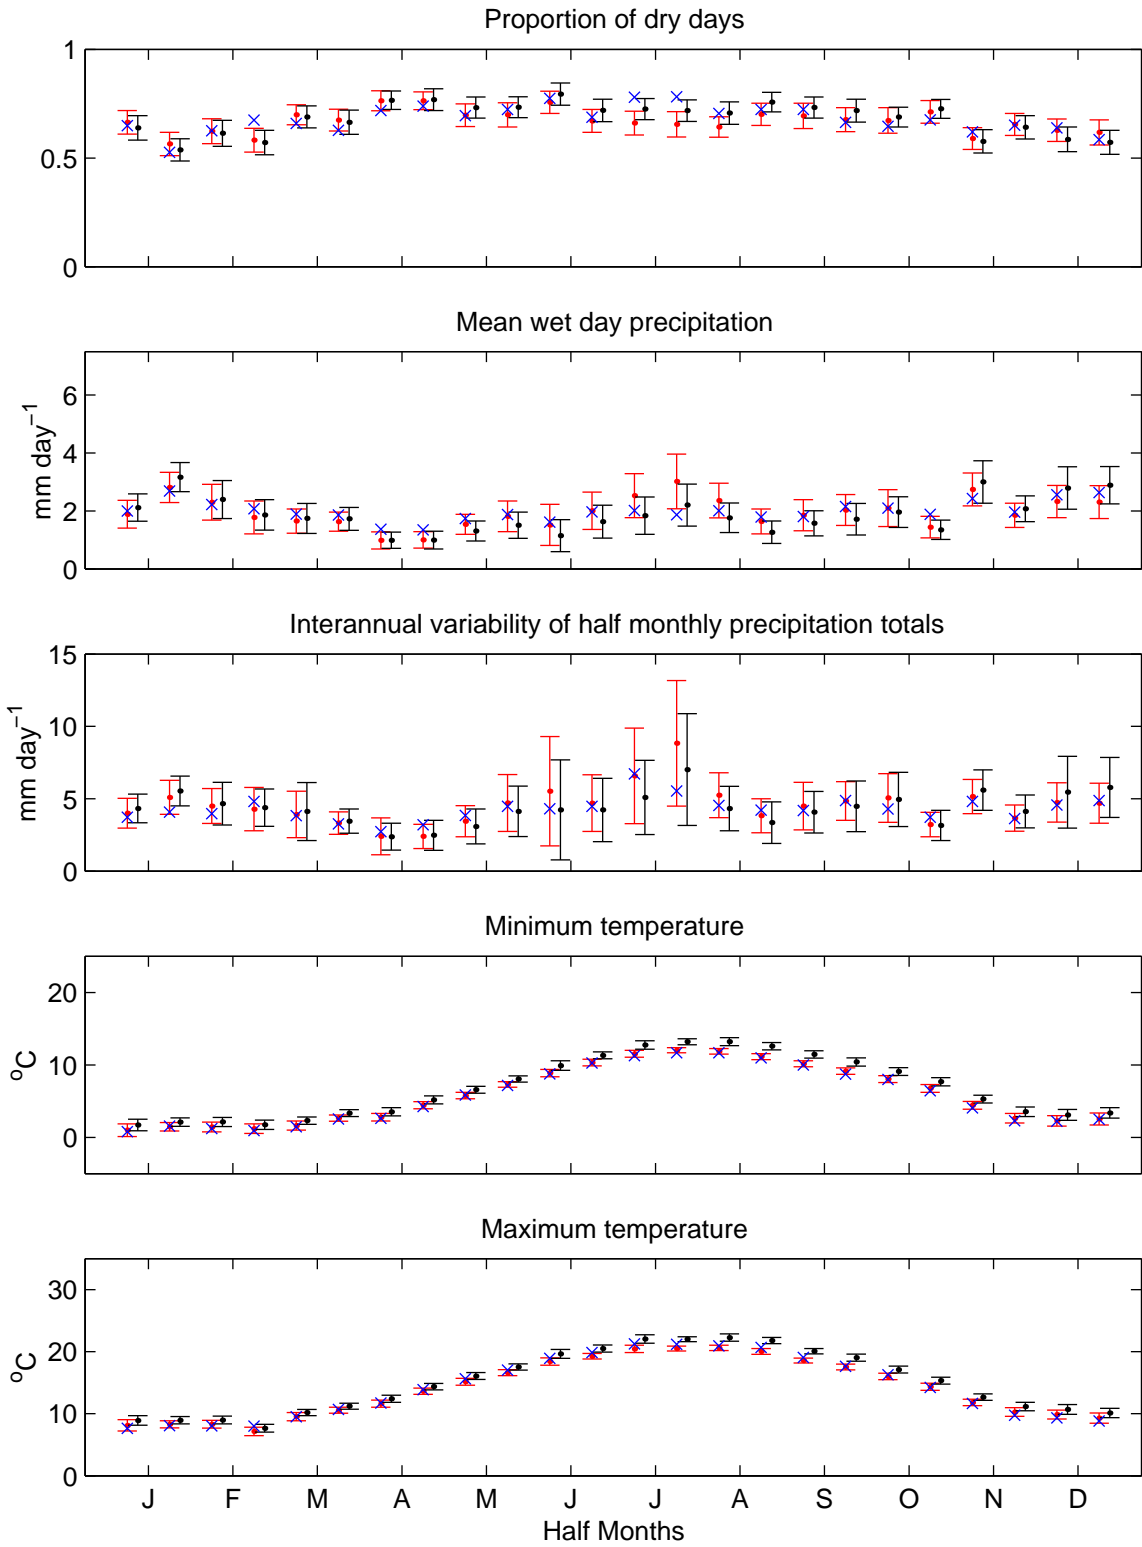 Proportion of dry days
1
0.5
0
Mean wet day precipitation
6
4
2
0
mm day⁻¹
Interannual variability of half monthly precipitation totals
15
10
5
0
mm day⁻¹
Minimum temperature
20
10
0
°C
Maximum temperature
30
20
10
0
°C
J F M A M J J A S O N D
Half Months